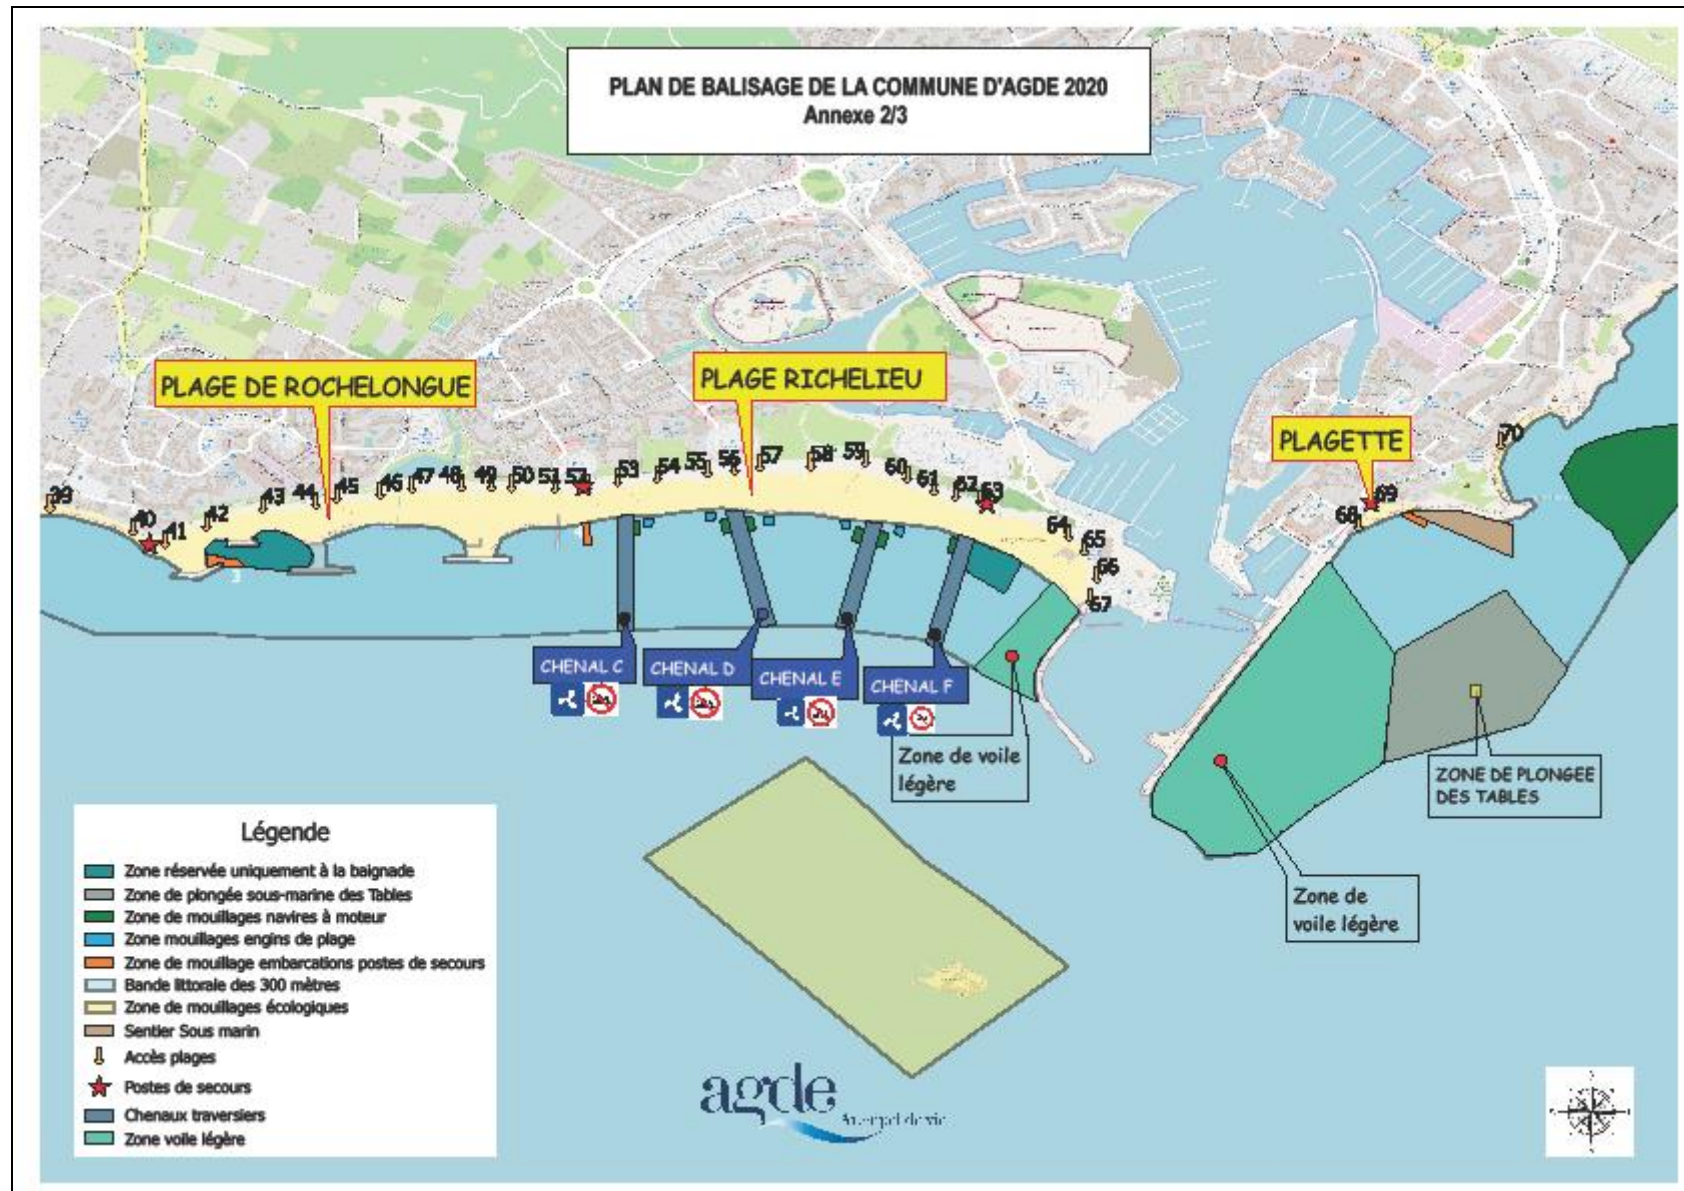 PLAN DE BALISAGE DE LA COMMUNE D'AGDE 2020
Annexe 2/3
PLAGE DE ROCHELONGUE
PLAGE RICHELIEU
PLAGETTE
39
40
41
42
43
44
45
46
47
48
49
50
51
52
53
54
55
56
57
58
59
60
61
62
63
64
65
66
67
68
69
70
3
CHENAL C
CHENAL D
CHENAL E
CHENAL F
Zone de voile
légère
ZONE DE PLONGEE
DES TABLES
Zone de
voile légère
Légende
Zone réservée uniquement à la baignade
Zone de plongée sous-marine des Tables
Zone de mouillages navires à moteur
Zone mouillages engins de plage
Zone de mouillage embarcations postes de secours
Bande littorale des 300 mètres
Zone de mouillages écologiques
Sentier Sous marin
Accès plages
Postes de secours
Chenaux traversiers
Zone voile légère
agde